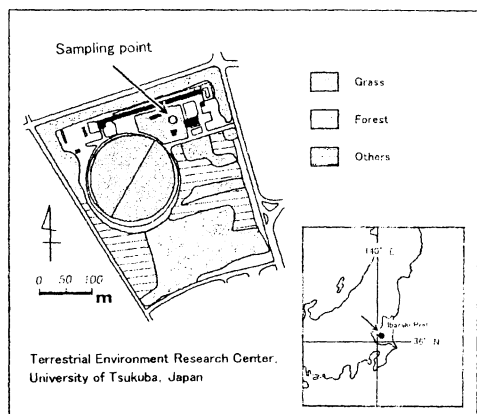 Sampling point
Grass
Forest
Others
0 50 100
m
140° E
Ibaraki Pref.
36° N
Terrestrial Environment Research Center,
University of Tsukuba, Japan